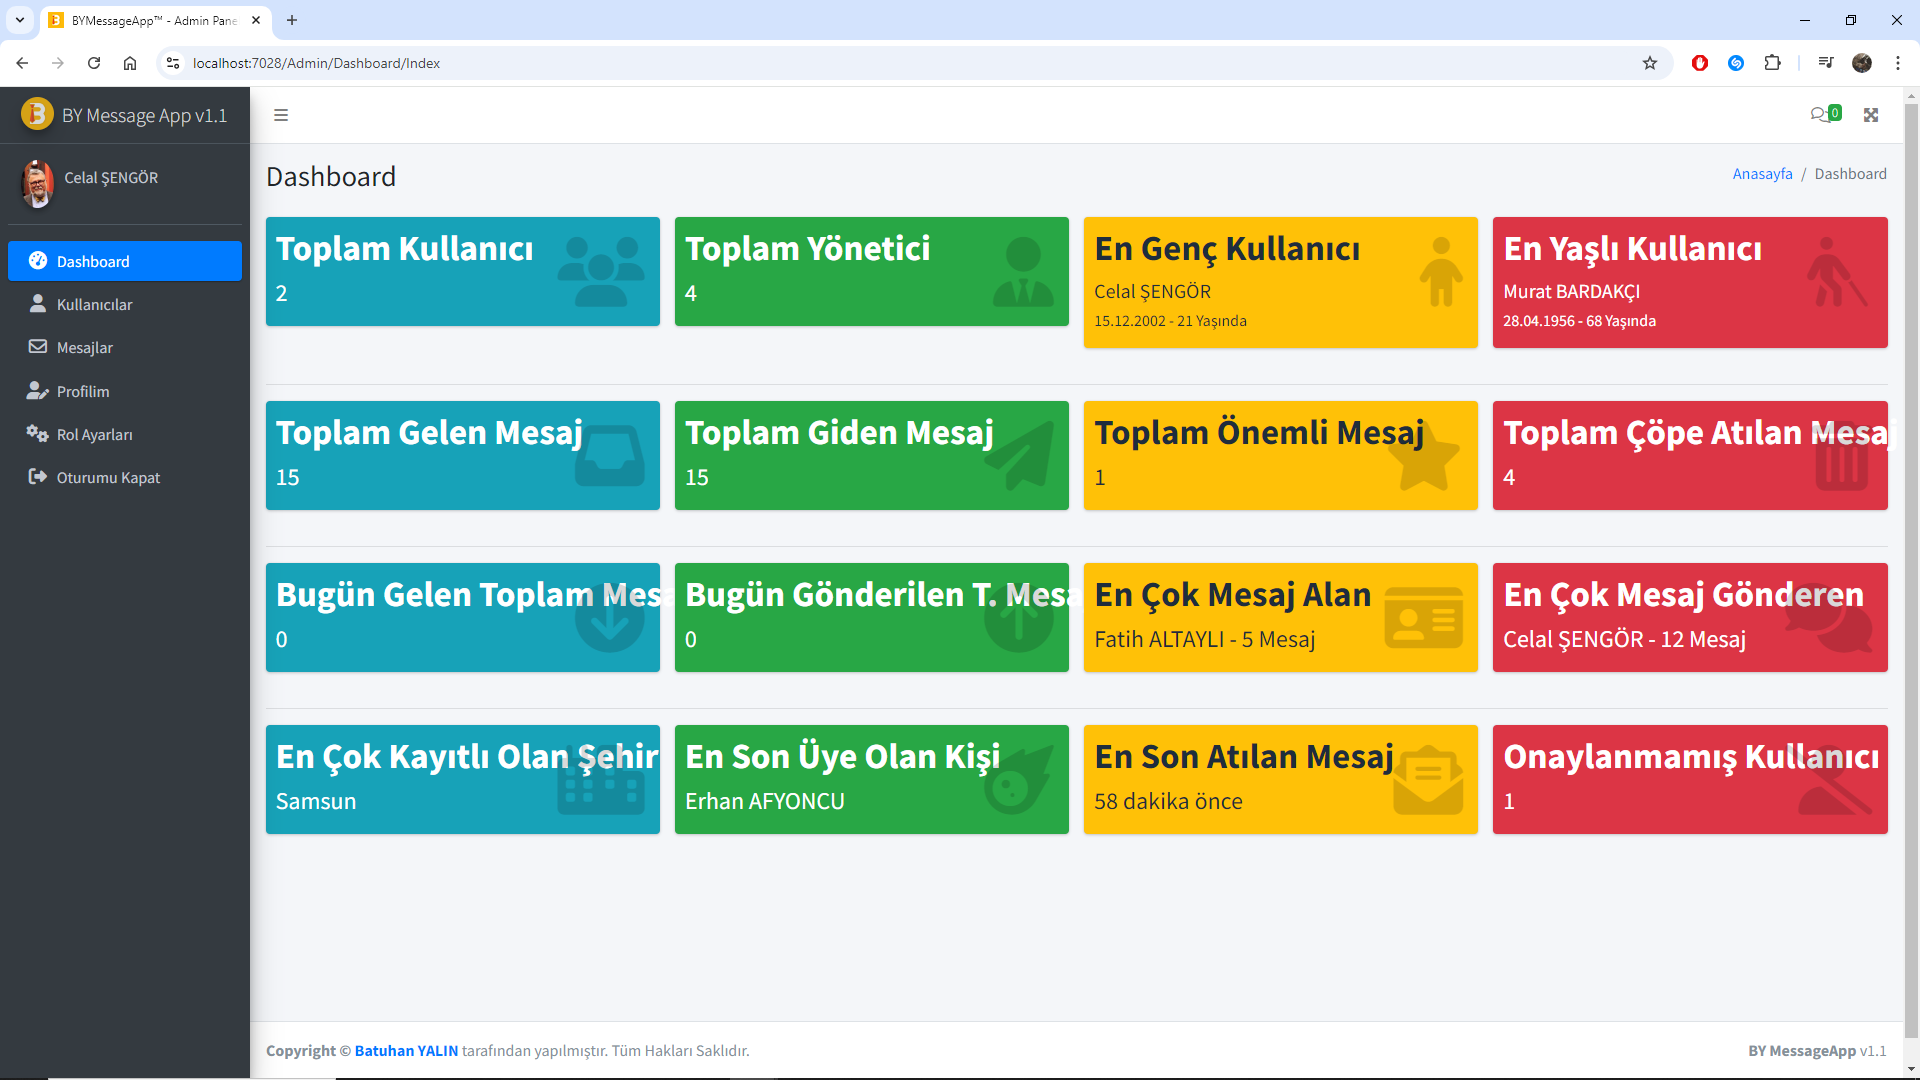 BYMessageApp™ - Admin Pane
localhost:7028/Admin/Dashboard/Index
BY Message App v1.1
0
Celal ŞENGÖR
Dashboard
Kullanıcılar
Mesajlar
Profilim
Rol Ayarları
Oturumu Kapat
Dashboard
Anasayfa / Dashboard
Toplam Kullanıcı
2
Toplam Yönetici
4
En Genç Kullanıcı
Celal ŞENGÖR
15.12.2002 - 21 Yaşında
En Yaşlı Kullanıcı
Murat BARDAKÇI
28.04.1956 - 68 Yaşında
Toplam Gelen Mesaj
15
Toplam Giden Mesaj
15
Toplam Önemli Mesaj
1
Toplam Çöpe Atılan Mesaj
4
Bugün Gelen Toplam Mesa
0
Bugün Gönderilen T. Mesa
0
En Çok Mesaj Alan
Fatih ALTAYLI - 5 Mesaj
En Çok Mesaj Gönderen
Celal ŞENGÖR - 12 Mesaj
En Çok Kayıtlı Olan Şehir
Samsun
En Son Üye Olan Kişi
Erhan AFYONCU
En Son Atılan Mesaj
58 dakika önce
Onaylanmamış Kullanıcı
1
Copyright © Batuhan YALIN tarafından yapılmıştır. Tüm Hakları Saklıdır.
BY MessageApp v1.1